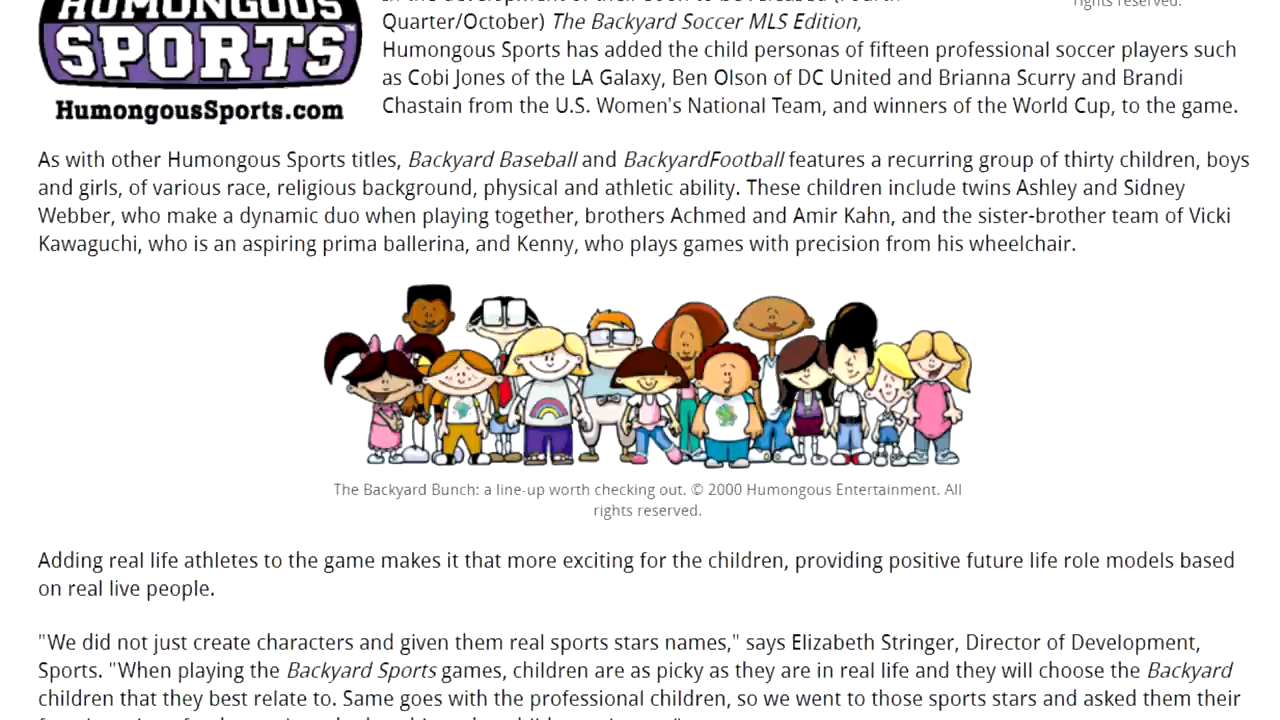 HUMONGOUS
SPORTS
™
HumongousSports.com
rights reserved.
Quarter/October) The Backyard Soccer MLS Edition,
Humongous Sports has added the child personas of fifteen professional soccer players such
as Cobi Jones of the LA Galaxy, Ben Olson of DC United and Brianna Scurry and Brandi
Chastain from the U.S. Women's National Team, and winners of the World Cup, to the game.
As with other Humongous Sports titles, Backyard Baseball and BackyardFootball features a recurring group of thirty children, boys
and girls, of various race, religious background, physical and athletic ability. These children include twins Ashley and Sidney
Webber, who make a dynamic duo when playing together, brothers Achmed and Amir Kahn, and the sister-brother team of Vicki
Kawaguchi, who is an aspiring prima ballerina, and Kenny, who plays games with precision from his wheelchair.
The Backyard Bunch: a line-up worth checking out. © 2000 Humongous Entertainment. All
rights reserved.
Adding real life athletes to the game makes it that more exciting for the children, providing positive future life role models based
on real live people.
"We did not just create characters and given them real sports stars names," says Elizabeth Stringer, Director of Development,
Sports. "When playing the Backyard Sports games, children are as picky as they are in real life and they will choose the Backyard
children that they best relate to. Same goes with the professional children, so we went to those sports stars and asked them their